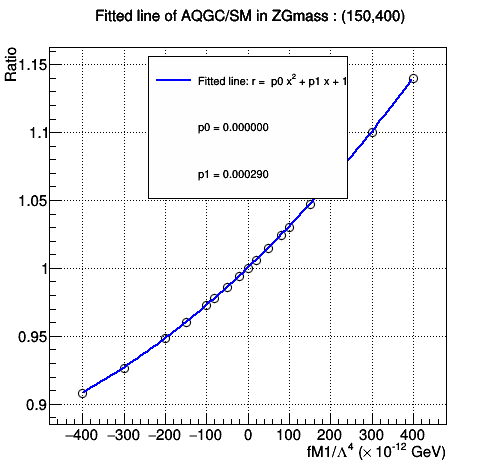 Fitted line of AQGC/SM in ZGmass : (150,400)
Ratio
1.15
1.1
1.05
1
0.95
0.9
Fitted line: r = p0 x² + p1 x + 1
p0 = 0.000000
p1 = 0.000290
−400 −300 −200 −100 0 100 200 300 400
fM1/Λ⁴ (× 10⁻¹² GeV)